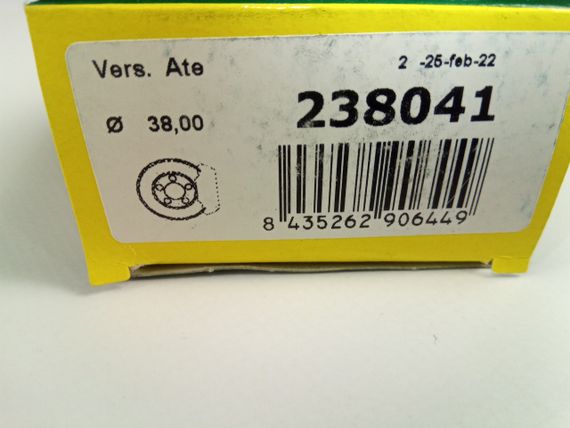 Vers. Ate
2 -25-feb-22
238041
Ø 38,00
8 435262 906449